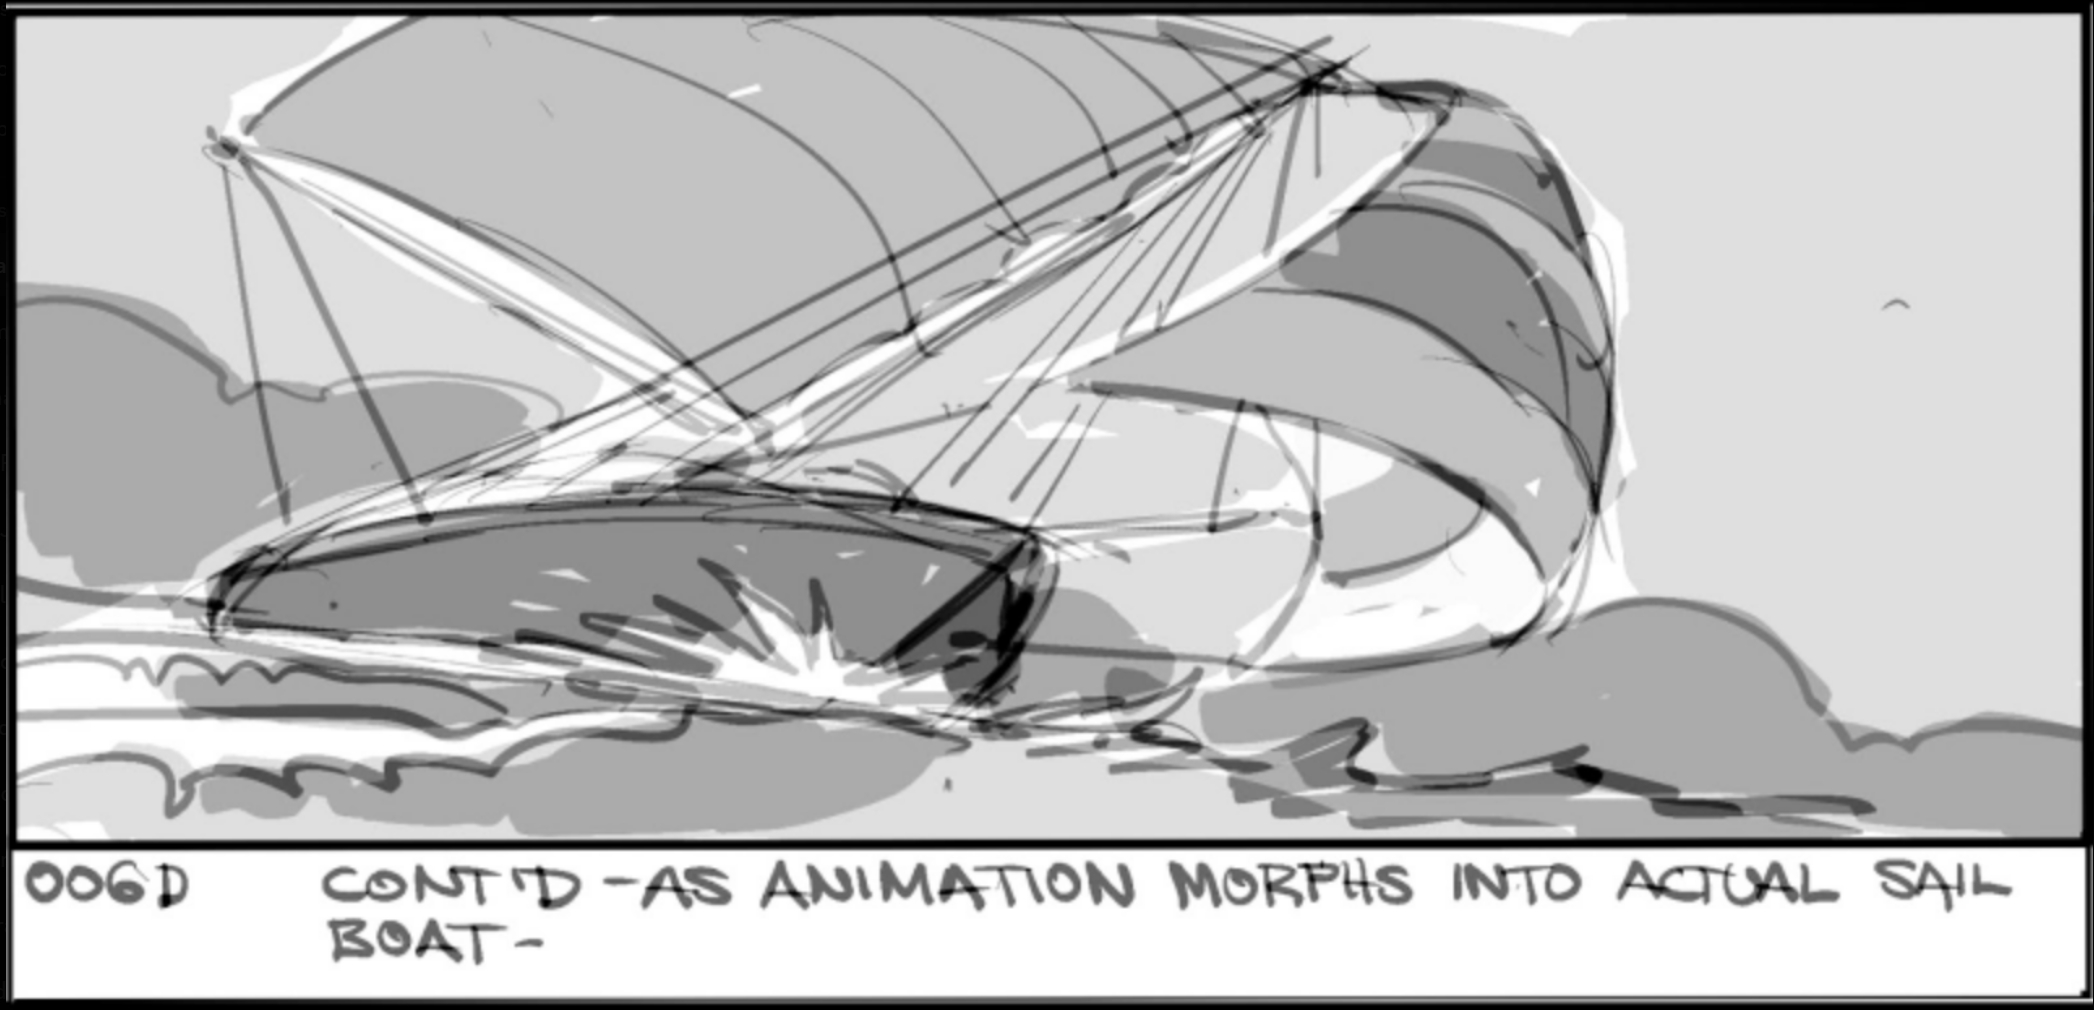 006D CONT'D -AS ANIMATION MORPHS INTO ACTUAL SAIL
BOAT-